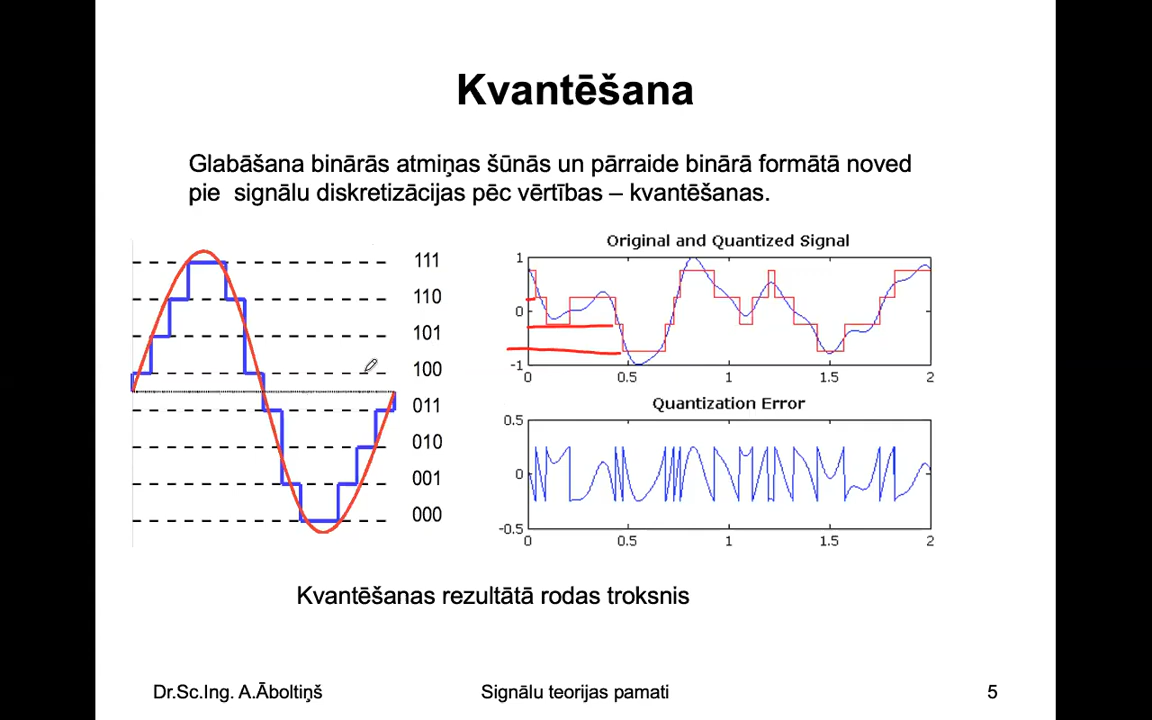 Kvantēšana
Glabāšana binārās atmiņas šūnās un pārraide binārā formātā noved
pie signālu diskretizācijas pēc vērtības – kvantēšanas.
111
110
101
100
011
010
001
000
Original and Quantized Signal
1
0
-1
0 0.5 1 1.5 2
Quantization Error
0.5
0
-0.5
0 0.5 1 1.5 2
Kvantēšanas rezultātā rodas troksnis
Dr.Sc.Ing. A.Āboltiņš Signālu teorijas pamati 5